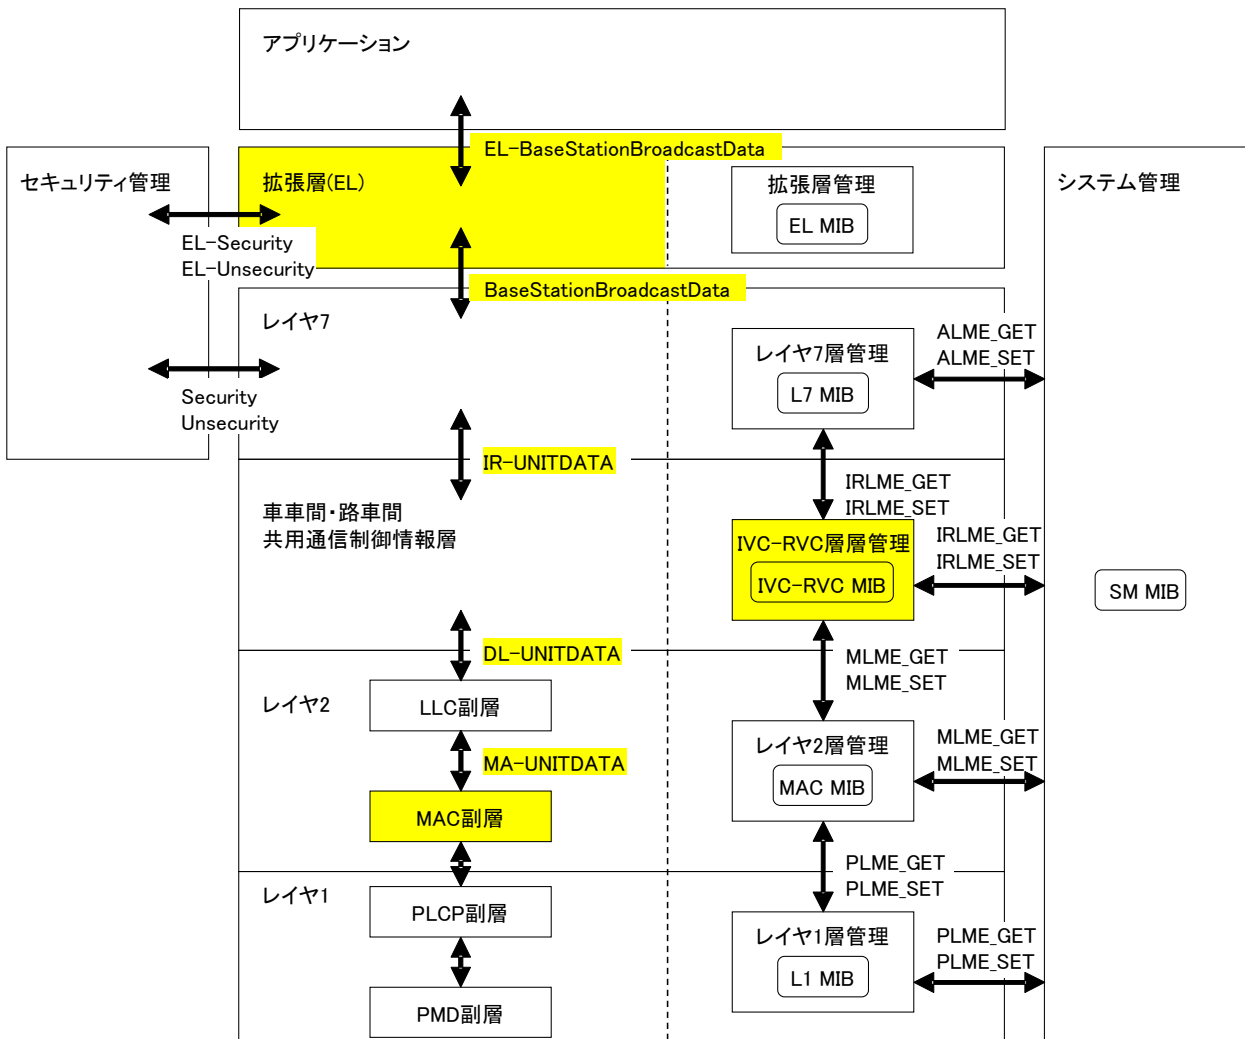 アプリケーション
EL-BaseStationBroadcastData
セキュリティ管理
拡張層(EL)
拡張層管理
EL MIB
システム管理
EL-Security
EL-Unsecurity
BaseStationBroadcastData
レイヤ7
レイヤ7層管理
L7 MIB
ALME_GET
ALME_SET
Security
Unsecurity
IR-UNITDATA
IRLME_GET
IRLME_SET
車車間・路車間
共用通信制御情報層
IVC-RVC層層管理
IVC-RVC MIB
IRLME_GET
IRLME_SET
SM MIB
DL-UNITDATA
MLME_GET
MLME_SET
レイヤ2
LLC副層
レイヤ2層管理
MAC MIB
MLME_GET
MLME_SET
MA-UNITDATA
MAC副層
PLME_GET
PLME_SET
レイヤ1
PLCP副層
レイヤ1層管理
L1 MIB
PLME_GET
PLME_SET
PMD副層